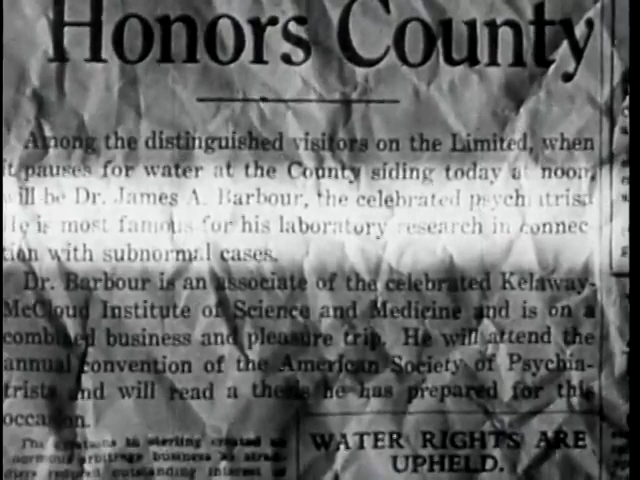 Honors County
Among the distinguished visitors on the Limited, when
it pauses for water at the County siding today at noon,
will be Dr. James A. Barbour, the celebrated psychiatrist
He is most famous for his laboratory research in connec
tion with subnormal cases.
Dr. Barbour is an associate of the celebrated Kelaway-
McCloud Institute of Science and Medicine and is on a
combined business and pleasure trip. He will attend the
annual convention of the American Society of Psychia-
trists and will read a thesis he has prepared for this
occasion.
WATER RIGHTS ARE
UPHELD.
business
outstanding interest